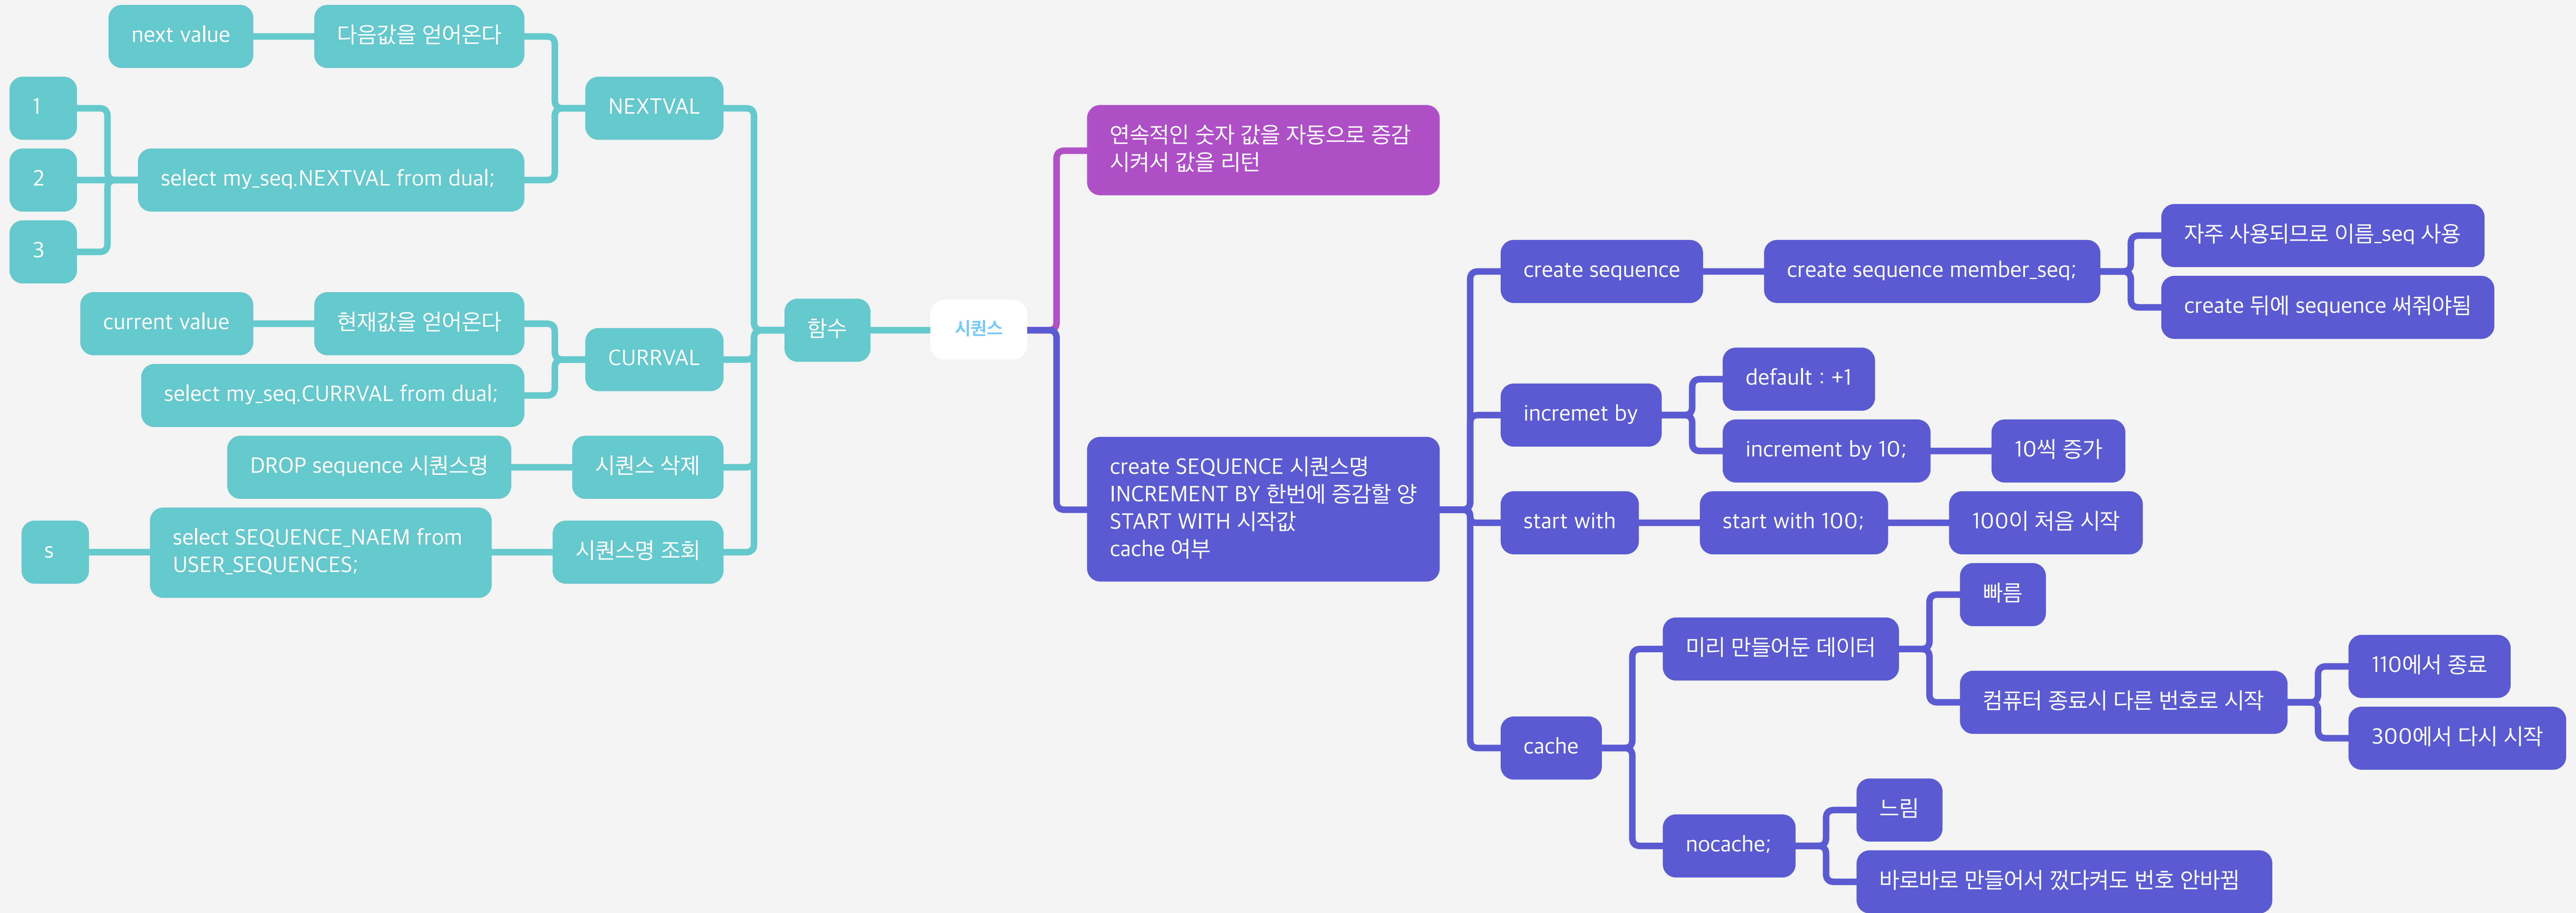 next value
다음값을 얻어온다
NEXTVAL
1
2
3
select my_seq.NEXTVAL from dual;
current value
현재값을 얻어온다
CURRVAL
select my_seq.CURRVAL from dual;
DROP sequence 시퀀스명
시퀀스 삭제
s
select SEQUENCE_NAEM from
USER_SEQUENCES;
시퀀스명 조회
함수
시퀀스
연속적인 숫자 값을 자동으로 증감
시켜서 값을 리턴
create SEQUENCE 시퀀스명
INCREMENT BY 한번에 증감할 양
START WITH 시작값
cache 여부
create sequence
create sequence member_seq;
자주 사용되므로 이름_seq 사용
create 뒤에 sequence 써줘야됨
incremet by
default : +1
increment by 10;
10씩 증가
start with
start with 100;
100이 처음 시작
cache
미리 만들어둔 데이터
빠름
컴퓨터 종료시 다른 번호로 시작
110에서 종료
300에서 다시 시작
nocache;
느림
바로바로 만들어서 껐다켜도 번호 안바뀜